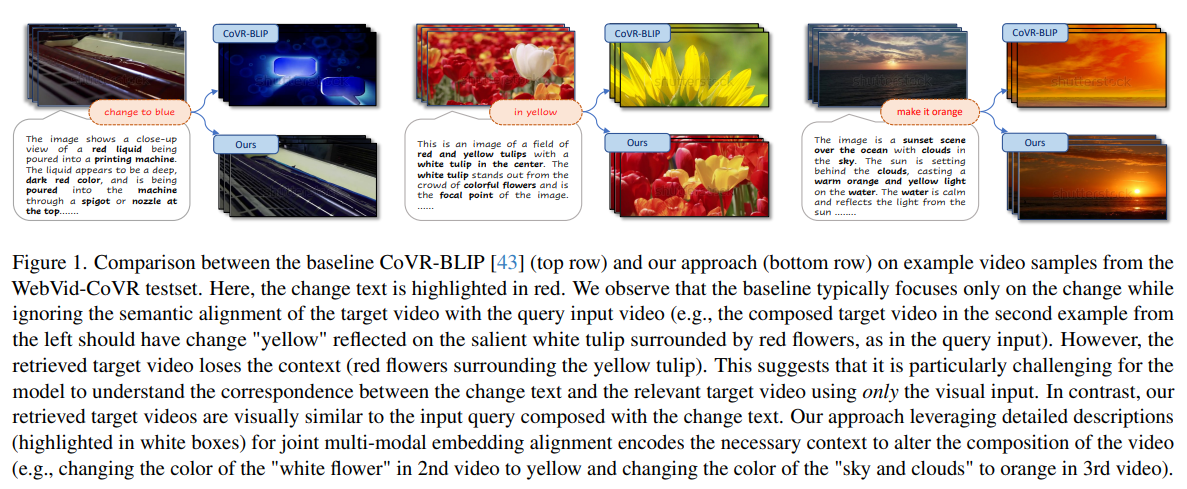 CoVR-BLIP
change to blue
The image shows a close-up
view of a red liquid being
poured into a printing machine.
The liquid appears to be a deep,
dark red color, and is being
poured into the machine
through a spigot or nozzle at
the top.......
Ours
CoVR-BLIP
shutterstock
in yellow
This is an image of a field of
red and yellow tulips with a
white tulip in the center. The
white tulip stands out from the
crowd of colorful flowers and is
the focal point of the image.
......
Ours
CoVR-BLIP
shutterstock
make it orange
The image is a sunset scene
over the ocean with clouds in
the sky. The sun is setting
behind the clouds, casting a
warm orange and yellow light
on the water. The water is calm
and reflects the light from the
sun ........
Ours
Figure 1. Comparison between the baseline CoVR-BLIP [43] (top row) and our approach (bottom row) on example video samples from the
WebVid-CoVR testset. Here, the change text is highlighted in red. We observe that the baseline typically focuses only on the change while
ignoring the semantic alignment of the target video with the query input video (e.g., the composed target video in the second example from
the left should have change "yellow" reflected on the salient white tulip surrounded by red flowers, as in the query input). However, the
retrieved target video loses the context (red flowers surrounding the yellow tulip). This suggests that it is particularly challenging for the
model to understand the correspondence between the change text and the relevant target video using only the visual input. In contrast, our
retrieved target videos are visually similar to the input query composed with the change text. Our approach leveraging detailed descriptions
(highlighted in white boxes) for joint multi-modal embedding alignment encodes the necessary context to alter the composition of the video
(e.g., changing the color of the "white flower" in 2nd video to yellow and changing the color of the "sky and clouds" to orange in 3rd video).